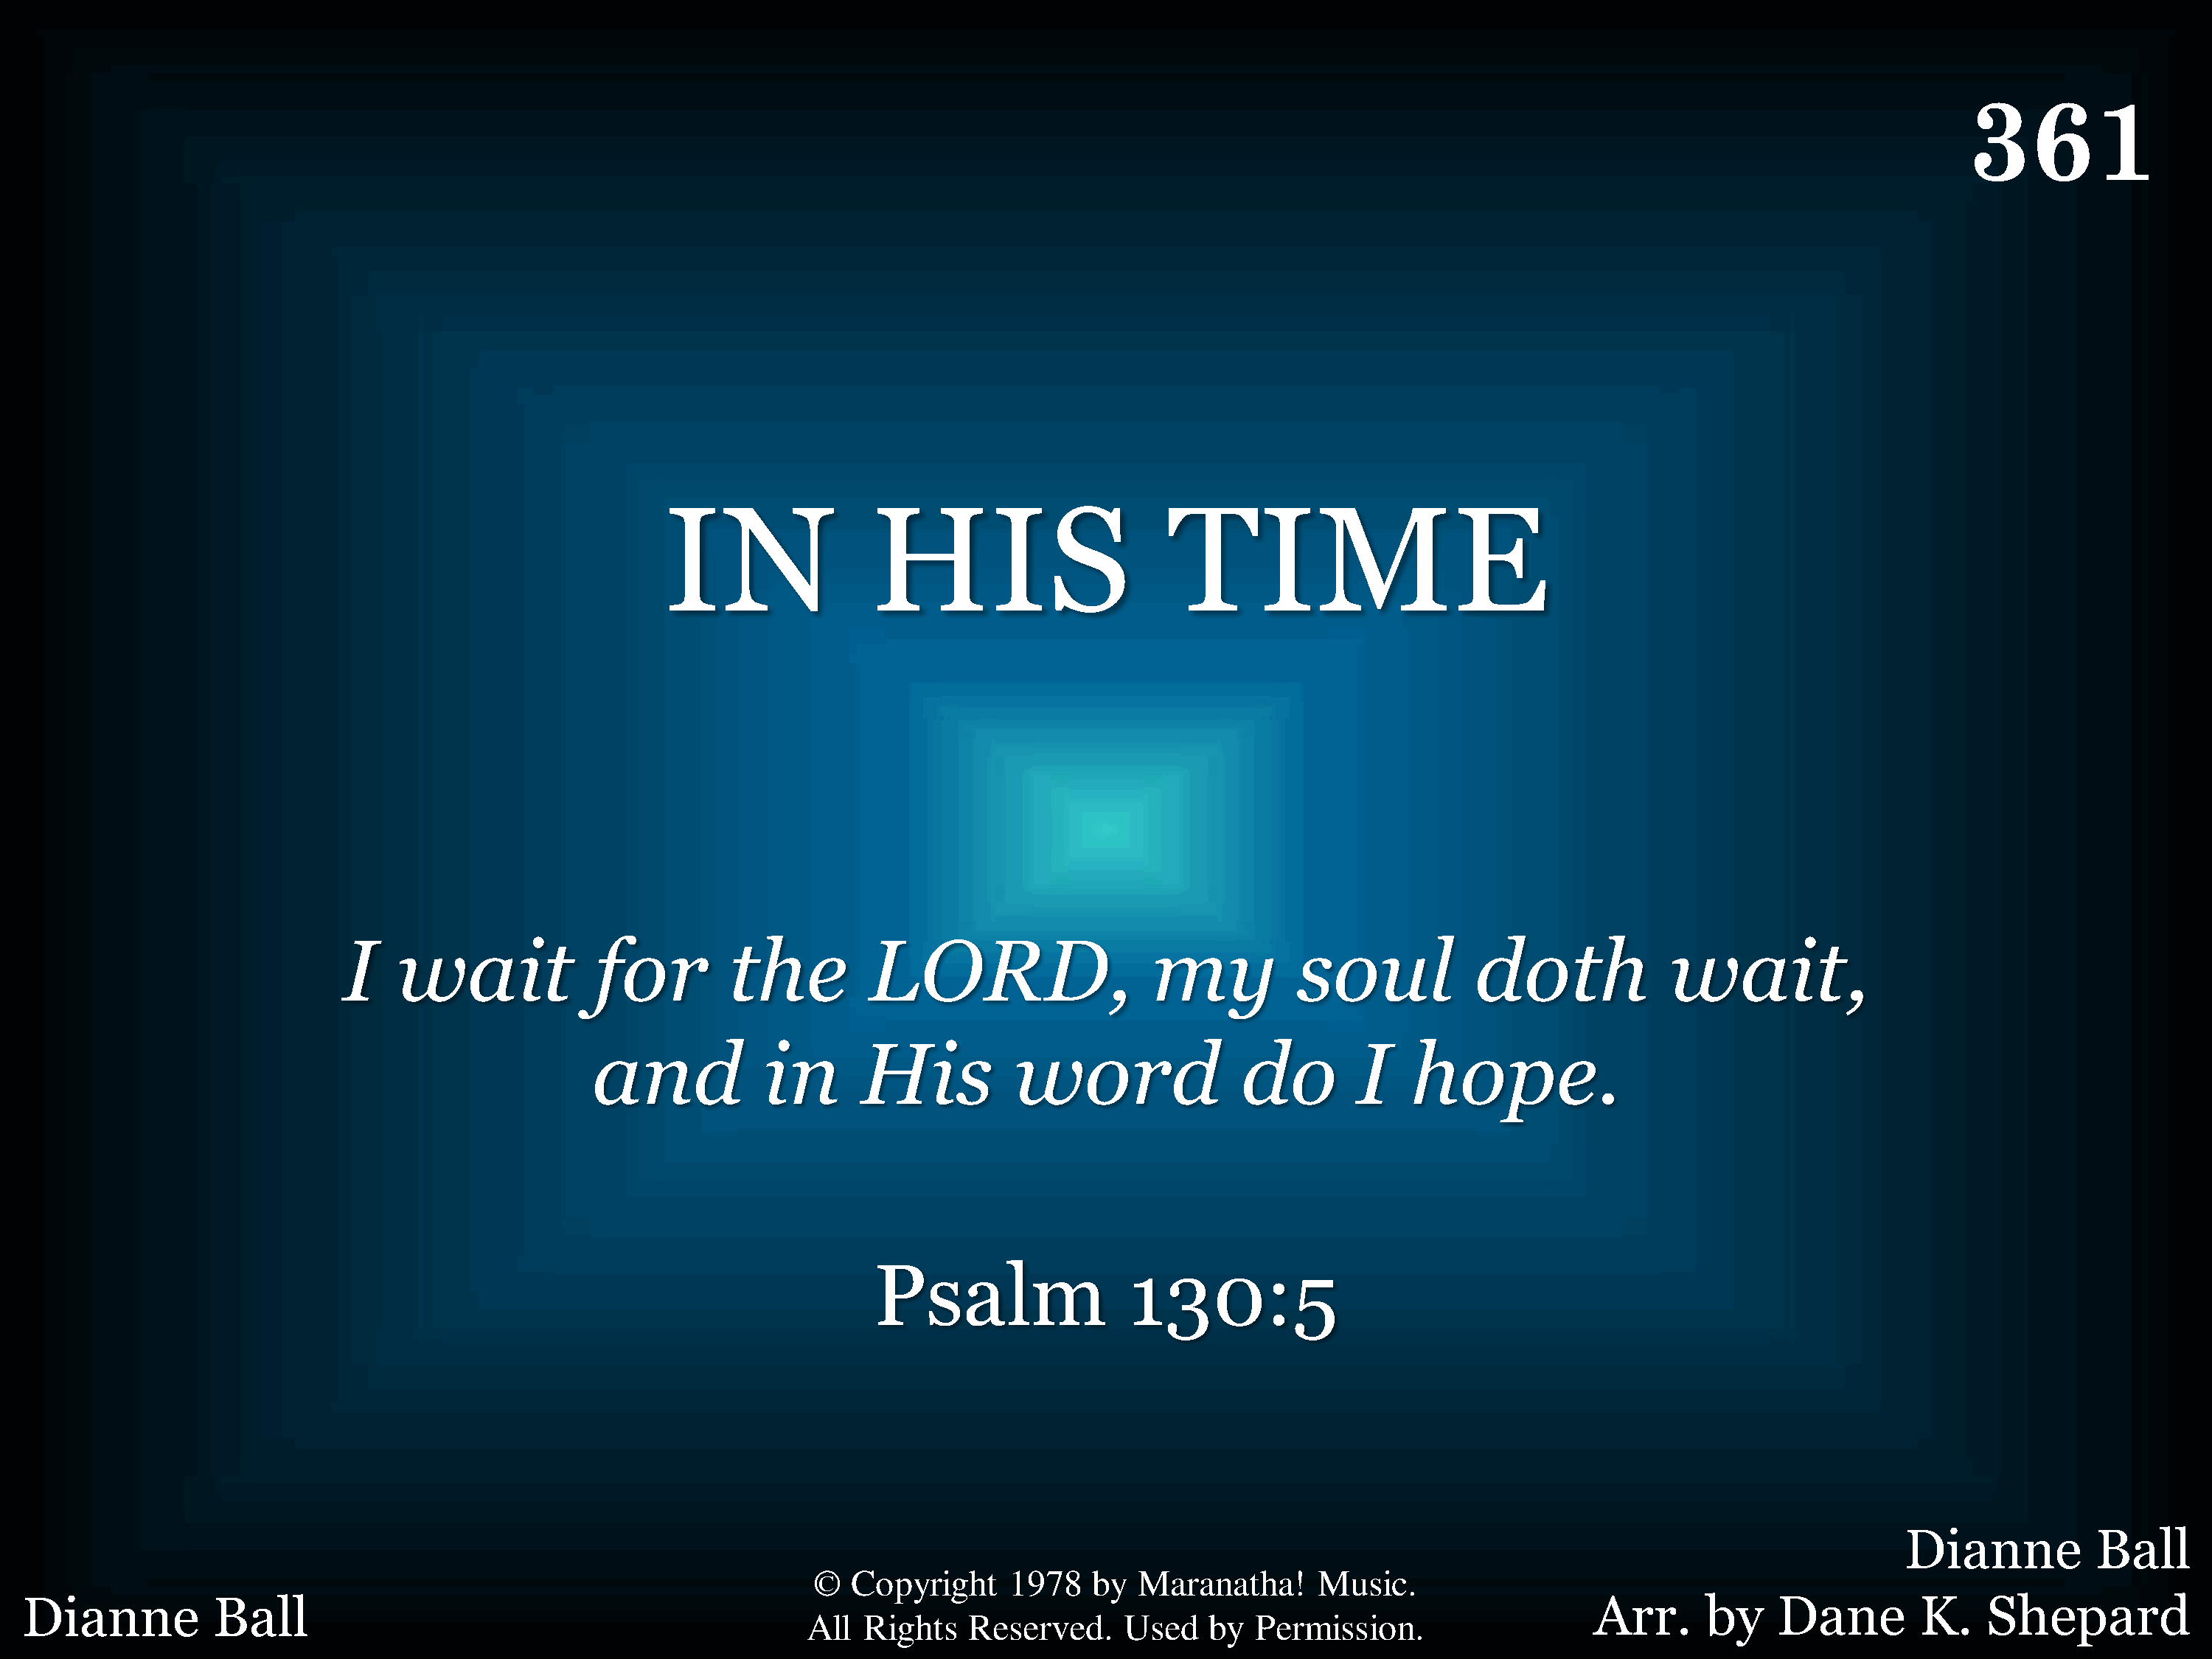 361
IN HIS TIME
I wait for the LORD, my soul doth wait,
and in His word do I hope.
Psalm 130:5
Dianne Ball
© Copyright 1978 by Maranatha! Music.
All Rights Reserved. Used by Permission.
Dianne Ball
Arr. by Dane K. Shepard